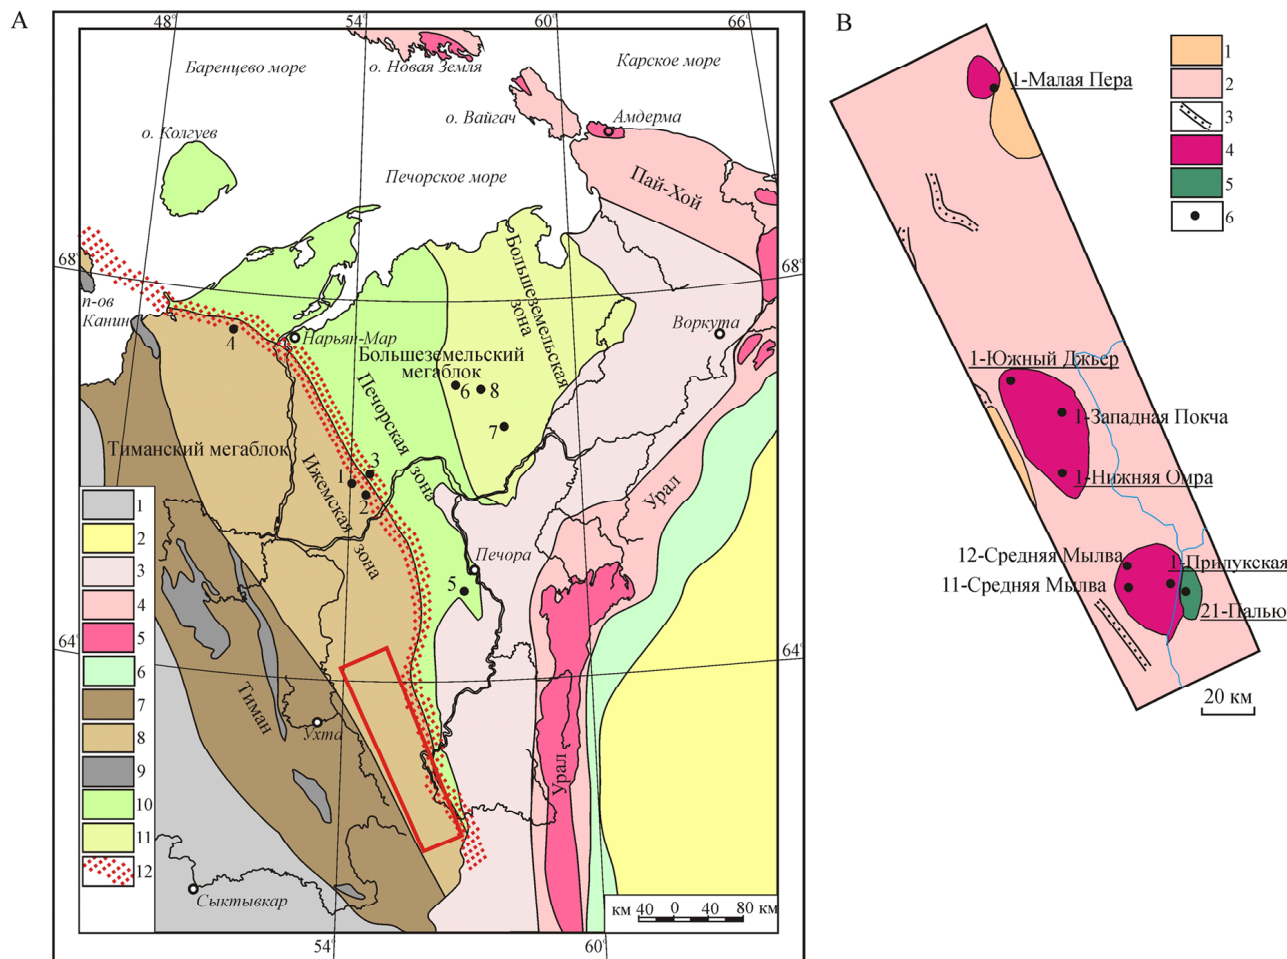 А
48°
54°
60°
66°
Баренцево море
о. Новая Земля
Карское море
о. Вайгач
Амдерма
о. Колгуев
Печорское море
Пай-Хой
68°
68°
п-ов
Канин
Нарьян-Мар
Большеземельская
зона
Воркута
4
Большеземельский
мегаблок
6
8
7
Печорская зона
Тиманский мегаблок
Ижемская зона
1
3
2
Урал
Печора
5
64°
64°
Тиман
Ухта
Урал
Сыктывкар
1
2
3
4
5
6
7
8
9
10
11
12
км 40 0 40 80 км
54°
60°
В
1-Малая Пера
1
2
3
4
5
6
1-Южный Джьер
1-Западная Покча
1-Нижняя Омра
12-Средняя Мылва
1-Прилукская
11-Средняя Мылва
21-Палью
20 км